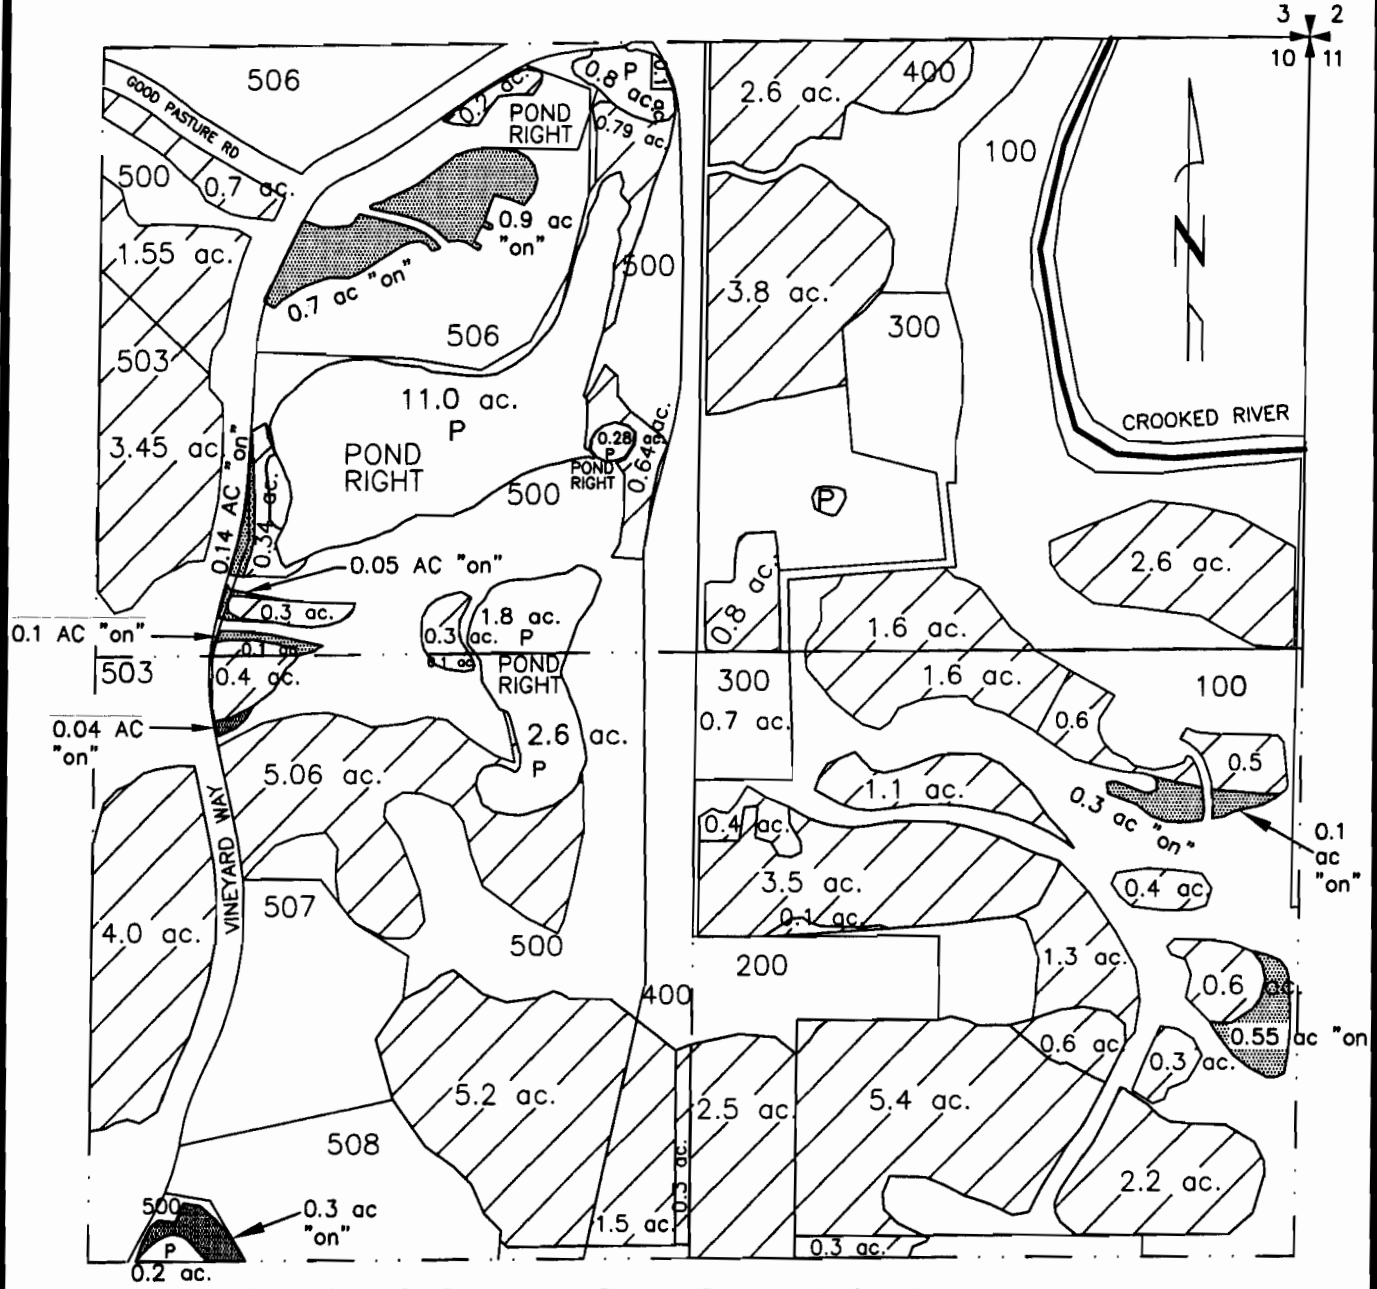 3 2
10 11
506
GOOD PASTURE RD
500
0.7 ac.
POND
RIGHT
P
0.8 ac.
0.1
0.79 ac.
2.6 ac.
400
100
N
1.55 ac.
0.9 ac
"on"
0.7 ac "on"
500
3.8 ac.
300
506
503
11.0 ac.
P
CROOKED RIVER
3.45 ac.
POND
RIGHT
0.28 ac.
P
POND
RIGHT
0.64 ac.
500
P
0.14 AC "on"
0.34 ac.
0.05 AC "on"
2.6 ac.
0.8 ac.
0.3 ac.
1.8 ac.
P
0.3 ac.
1.6 ac.
0.1 AC "on"
0.1 ac
0.1 ac
503
0.4 ac.
POND
RIGHT
300
1.6 ac.
100
0.7 ac.
0.6
0.04 AC
"on"
2.6 ac.
P
0.5
5.06 ac.
1.1 ac.
0.3 ac "on"
0.1
ac
"on"
0.4 ac.
VINEYARD WAY
3.5 ac.
0.4 ac.
507
0.1 ac.
4.0 ac.
500
200
1.3 ac.
0.6 ac.
400
0.55 ac "on
0.6 ac.
0.3 ac.
5.2 ac.
2.5 ac.
5.4 ac.
508
0.3 ac.
2.2 ac.
500
0.3 ac
"on"
1.5 ac.
P
0.3 ac.
0.2 ac.